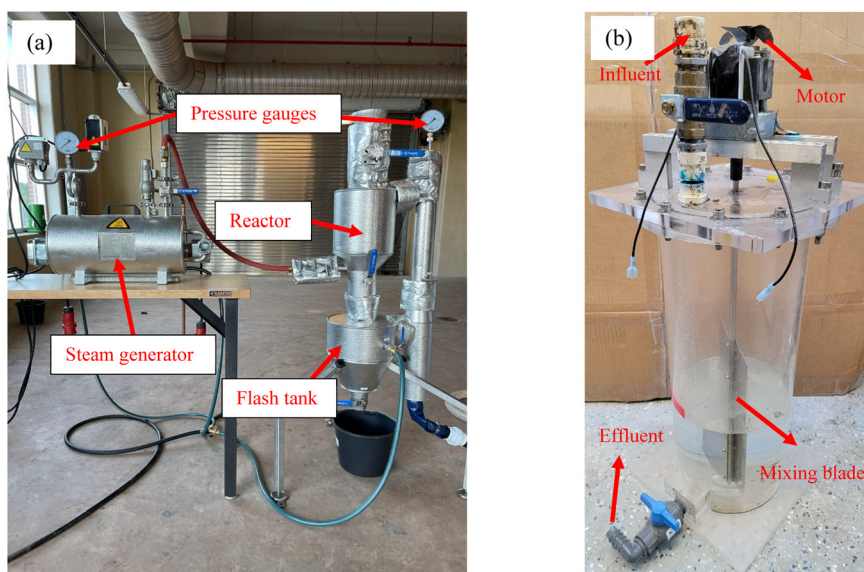 (a)
Pressure gauges
Reactor
Steam generator
Flash tank
(b)
Influent
Motor
Effluent
Mixing blade